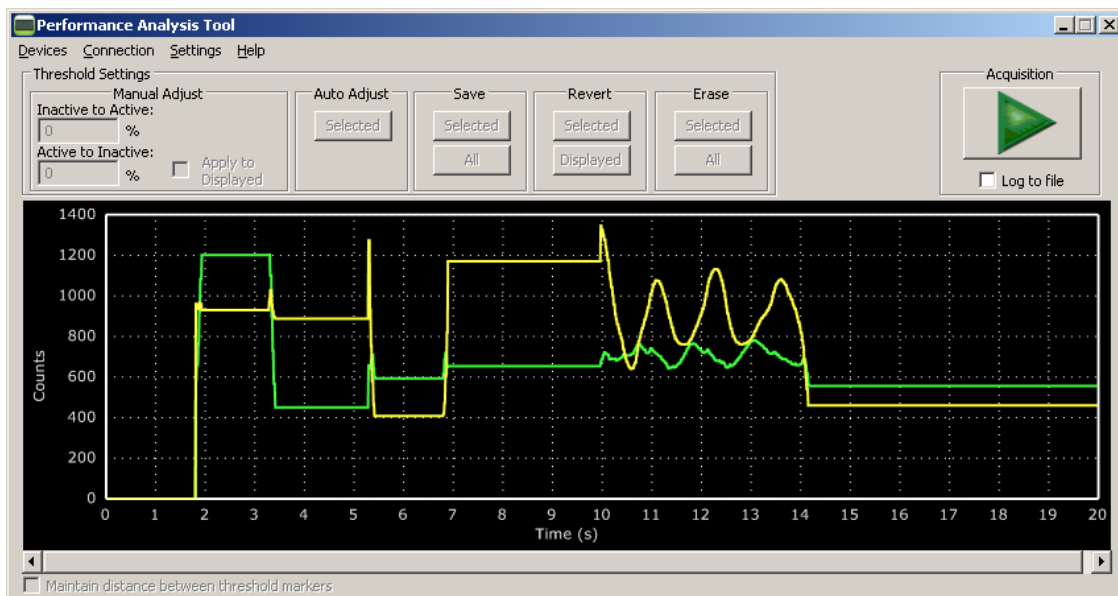 Performance Analysis Tool
Devices Connection Settings Help
Threshold Settings
Manual Adjust
Inactive to Active:
0 %
Active to Inactive:
0 %
Apply to
Displayed
Auto Adjust
Selected
Save
Selected
All
Revert
Selected
Displayed
Erase
Selected
All
Acquisition
Log to file
1400
1200
1000
800
600
400
200
0
Counts
0 1 2 3 4 5 6 7 8 9 10 11 12 13 14 15 16 17 18 19 20
Time (s)
Maintain distance between threshold markers